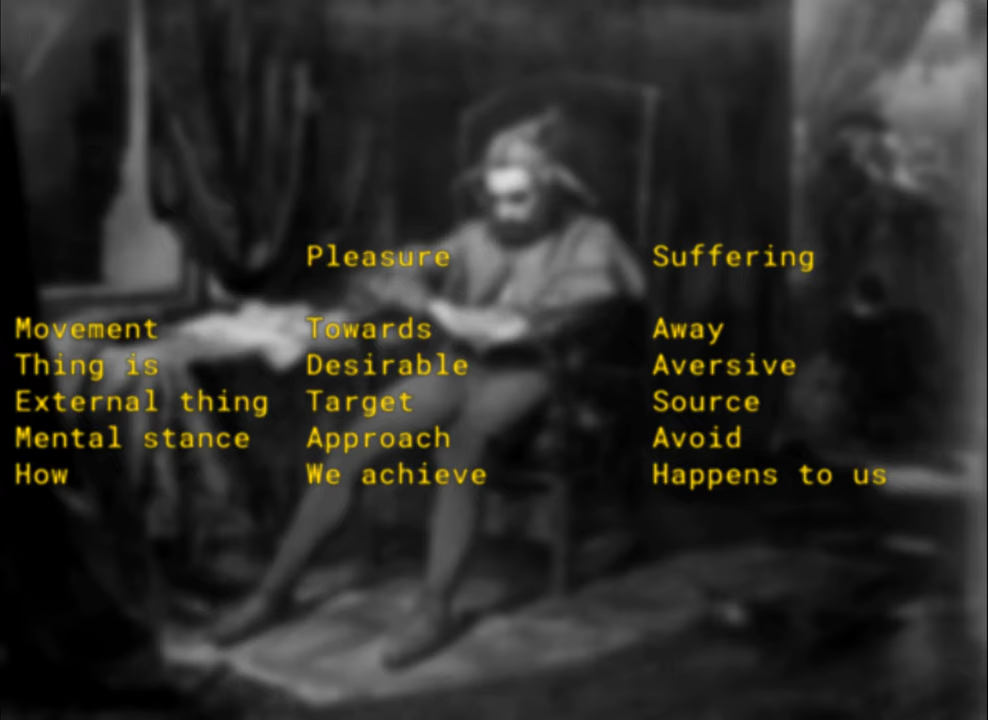 Pleasure Suffering
Movement Towards Away
Thing is Desirable Aversive
External thing Target Source
Mental stance Approach Avoid
How We achieve Happens to us